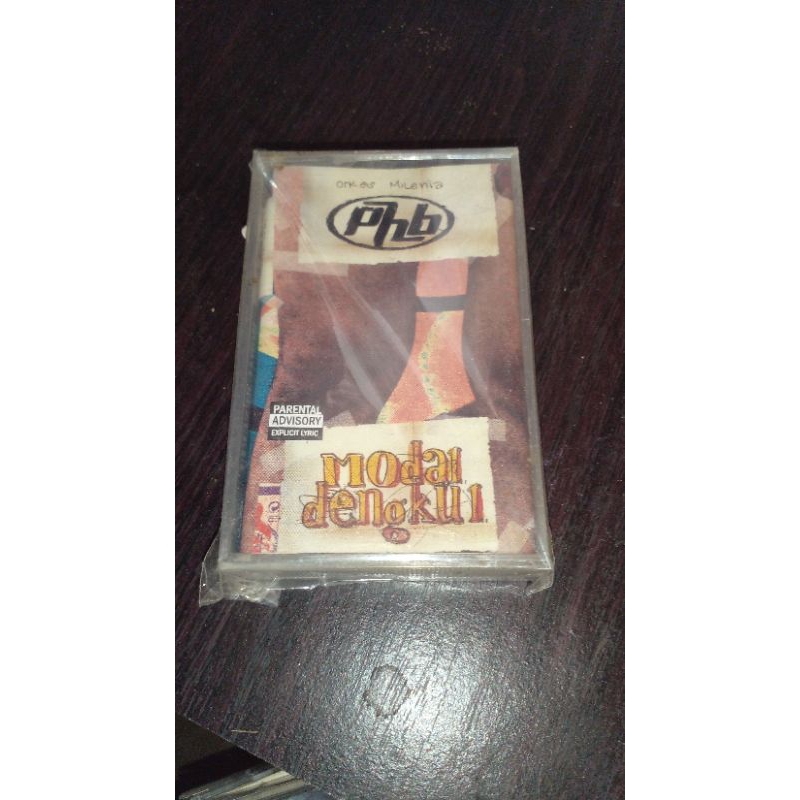 orkes Milenia
phb
PARENTAL
ADVISORY
EXPLICIT LYRIC
Modal
dengkul